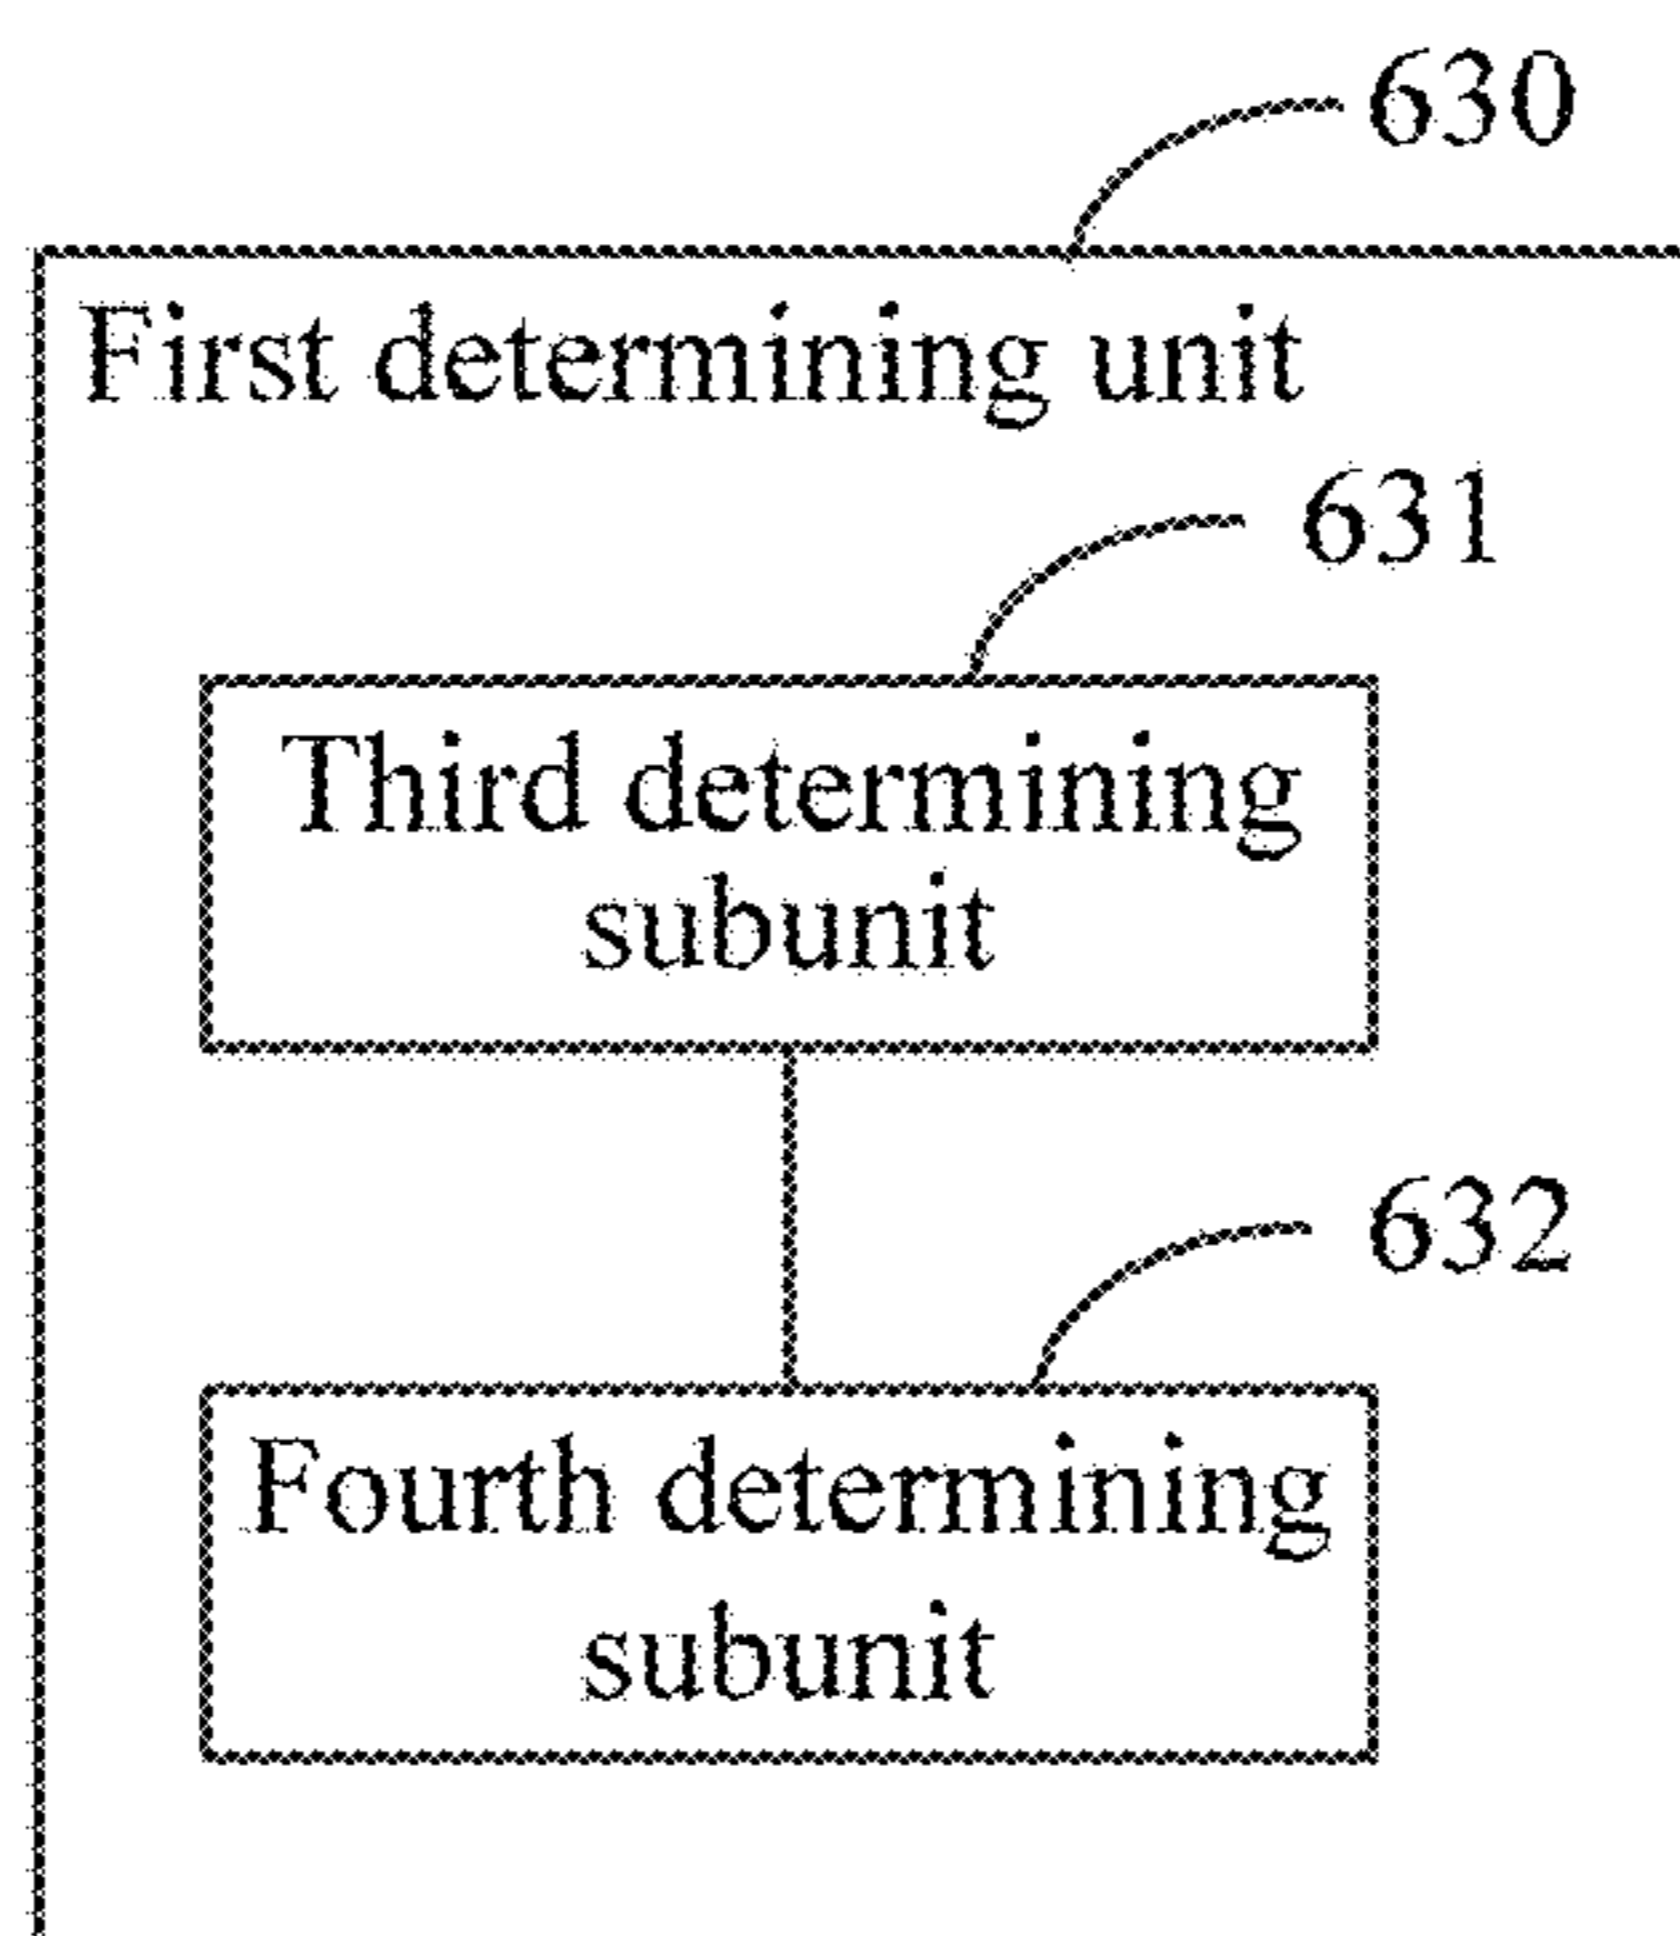 630
First determining unit
631
Third determining
subunit
632
Fourth determining
subunit